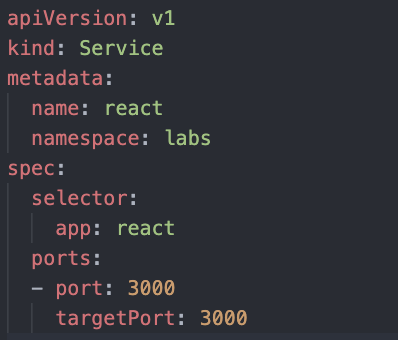 apiVersion: v1
kind: Service
metadata:
  name: react
  namespace: labs
spec:
  selector:
    app: react
  ports:
  - port: 3000
    targetPort: 3000